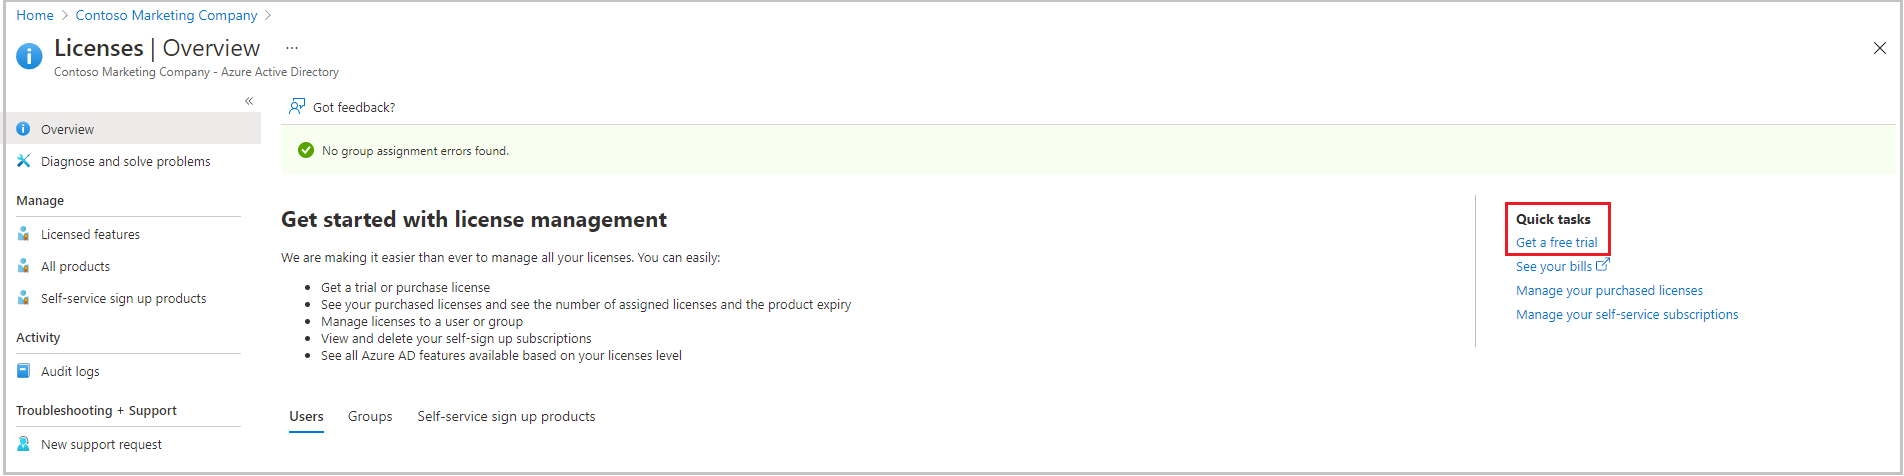 Home > Contoso Marketing Company >
Licenses | Overview ...
Contoso Marketing Company - Azure Active Directory
«
Overview
Diagnose and solve problems
Manage
Licensed features
All products
Self-service sign up products
Activity
Audit logs
Troubleshooting + Support
New support request
Got feedback?
No group assignment errors found.
Get started with license management
We are making it easier than ever to manage all your licenses. You can easily:
• Get a trial or purchase license
• See your purchased licenses and see the number of assigned licenses and the product expiry
• Manage licenses to a user or group
• View and delete your self-sign up subscriptions
• See all Azure AD features available based on your licenses level
Users Groups Self-service sign up products
Quick tasks
Get a free trial
See your bills
Manage your purchased licenses
Manage your self-service subscriptions